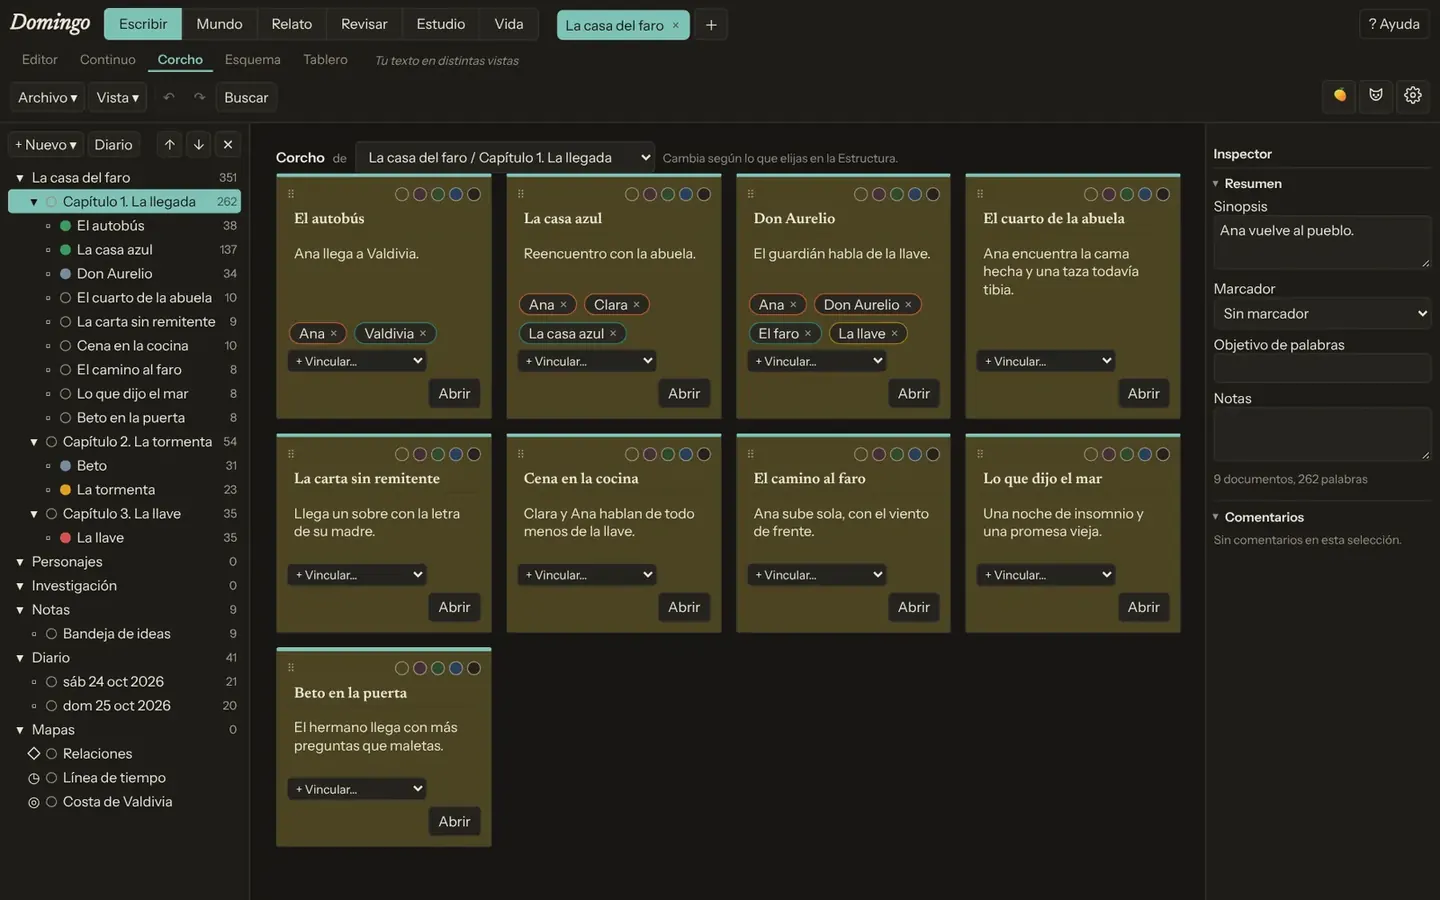 Domingo
Escribir Mundo Relato Revisar Estudio Vida
La casa del faro ×
+
? Ayuda
Editor Continuo Corcho Esquema Tablero Tu texto en distintas vistas
Archivo ▾ Vista ▾ Buscar
+ Nuevo ▾ Diario ↑ ↓ ×
La casa del faro 351
Capítulo 1. La llegada 262
El autobús 38
La casa azul 137
Don Aurelio 34
El cuarto de la abuela 10
La carta sin remitente 9
Cena en la cocina 10
El camino al faro 8
Lo que dijo el mar 8
Beto en la puerta 8
Capítulo 2. La tormenta 54
Beto 31
La tormenta 23
Capítulo 3. La llave 35
La llave 35
Personajes 0
Investigación 0
Notas 9
Bandeja de ideas 9
Diario 41
sáb 24 oct 2026 21
dom 25 oct 2026 20
Mapas 0
Relaciones
Línea de tiempo
Costa de Valdivia
Corcho de La casa del faro / Capítulo 1. La llegada Cambia según lo que elijas en la Estructura.
El autobús
Ana llega a Valdivia.
Ana × Valdivia ×
+ Vincular...
Abrir
La casa azul
Reencuentro con la abuela.
Ana × Clara ×
La casa azul ×
+ Vincular...
Abrir
Don Aurelio
El guardián habla de la llave.
Ana × Don Aurelio ×
El faro × La llave ×
+ Vincular...
Abrir
El cuarto de la abuela
Ana encuentra la cama
hecha y una taza todavía
tibia.
+ Vincular...
Abrir
La carta sin remitente
Llega un sobre con la letra
de su madre.
+ Vincular...
Abrir
Cena en la cocina
Clara y Ana hablan de todo
menos de la llave.
+ Vincular...
Abrir
El camino al faro
Ana sube sola, con el viento
de frente.
+ Vincular...
Abrir
Lo que dijo el mar
Una noche de insomnio y
una promesa vieja.
+ Vincular...
Abrir
Beto en la puerta
El hermano llega con más
preguntas que maletas.
+ Vincular...
Abrir
Inspector
Resumen
Sinopsis
Ana vuelve al pueblo.
Marcador
Sin marcador
Objetivo de palabras
Notas
9 documentos, 262 palabras
Comentarios
Sin comentarios en esta selección.